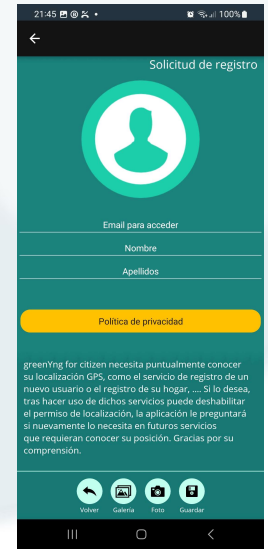 21:45
100%
Solicitud de registro
Email para acceder
Nombre
Apellidos
Política de privacidad
greenYng for citizen necesita puntualmente conocer
su localización GPS, como el servicio de registro de un
nuevo usuario o el registro de su hogar, .... Si lo desea,
tras hacer uso de dichos servicios puede deshabilitar
el permiso de localización, la aplicación le preguntará
si nuevamente lo necesita en futuros servicios
que requieran conocer su posición. Gracias por su
comprensión.
Volver Galería Foto Guardar